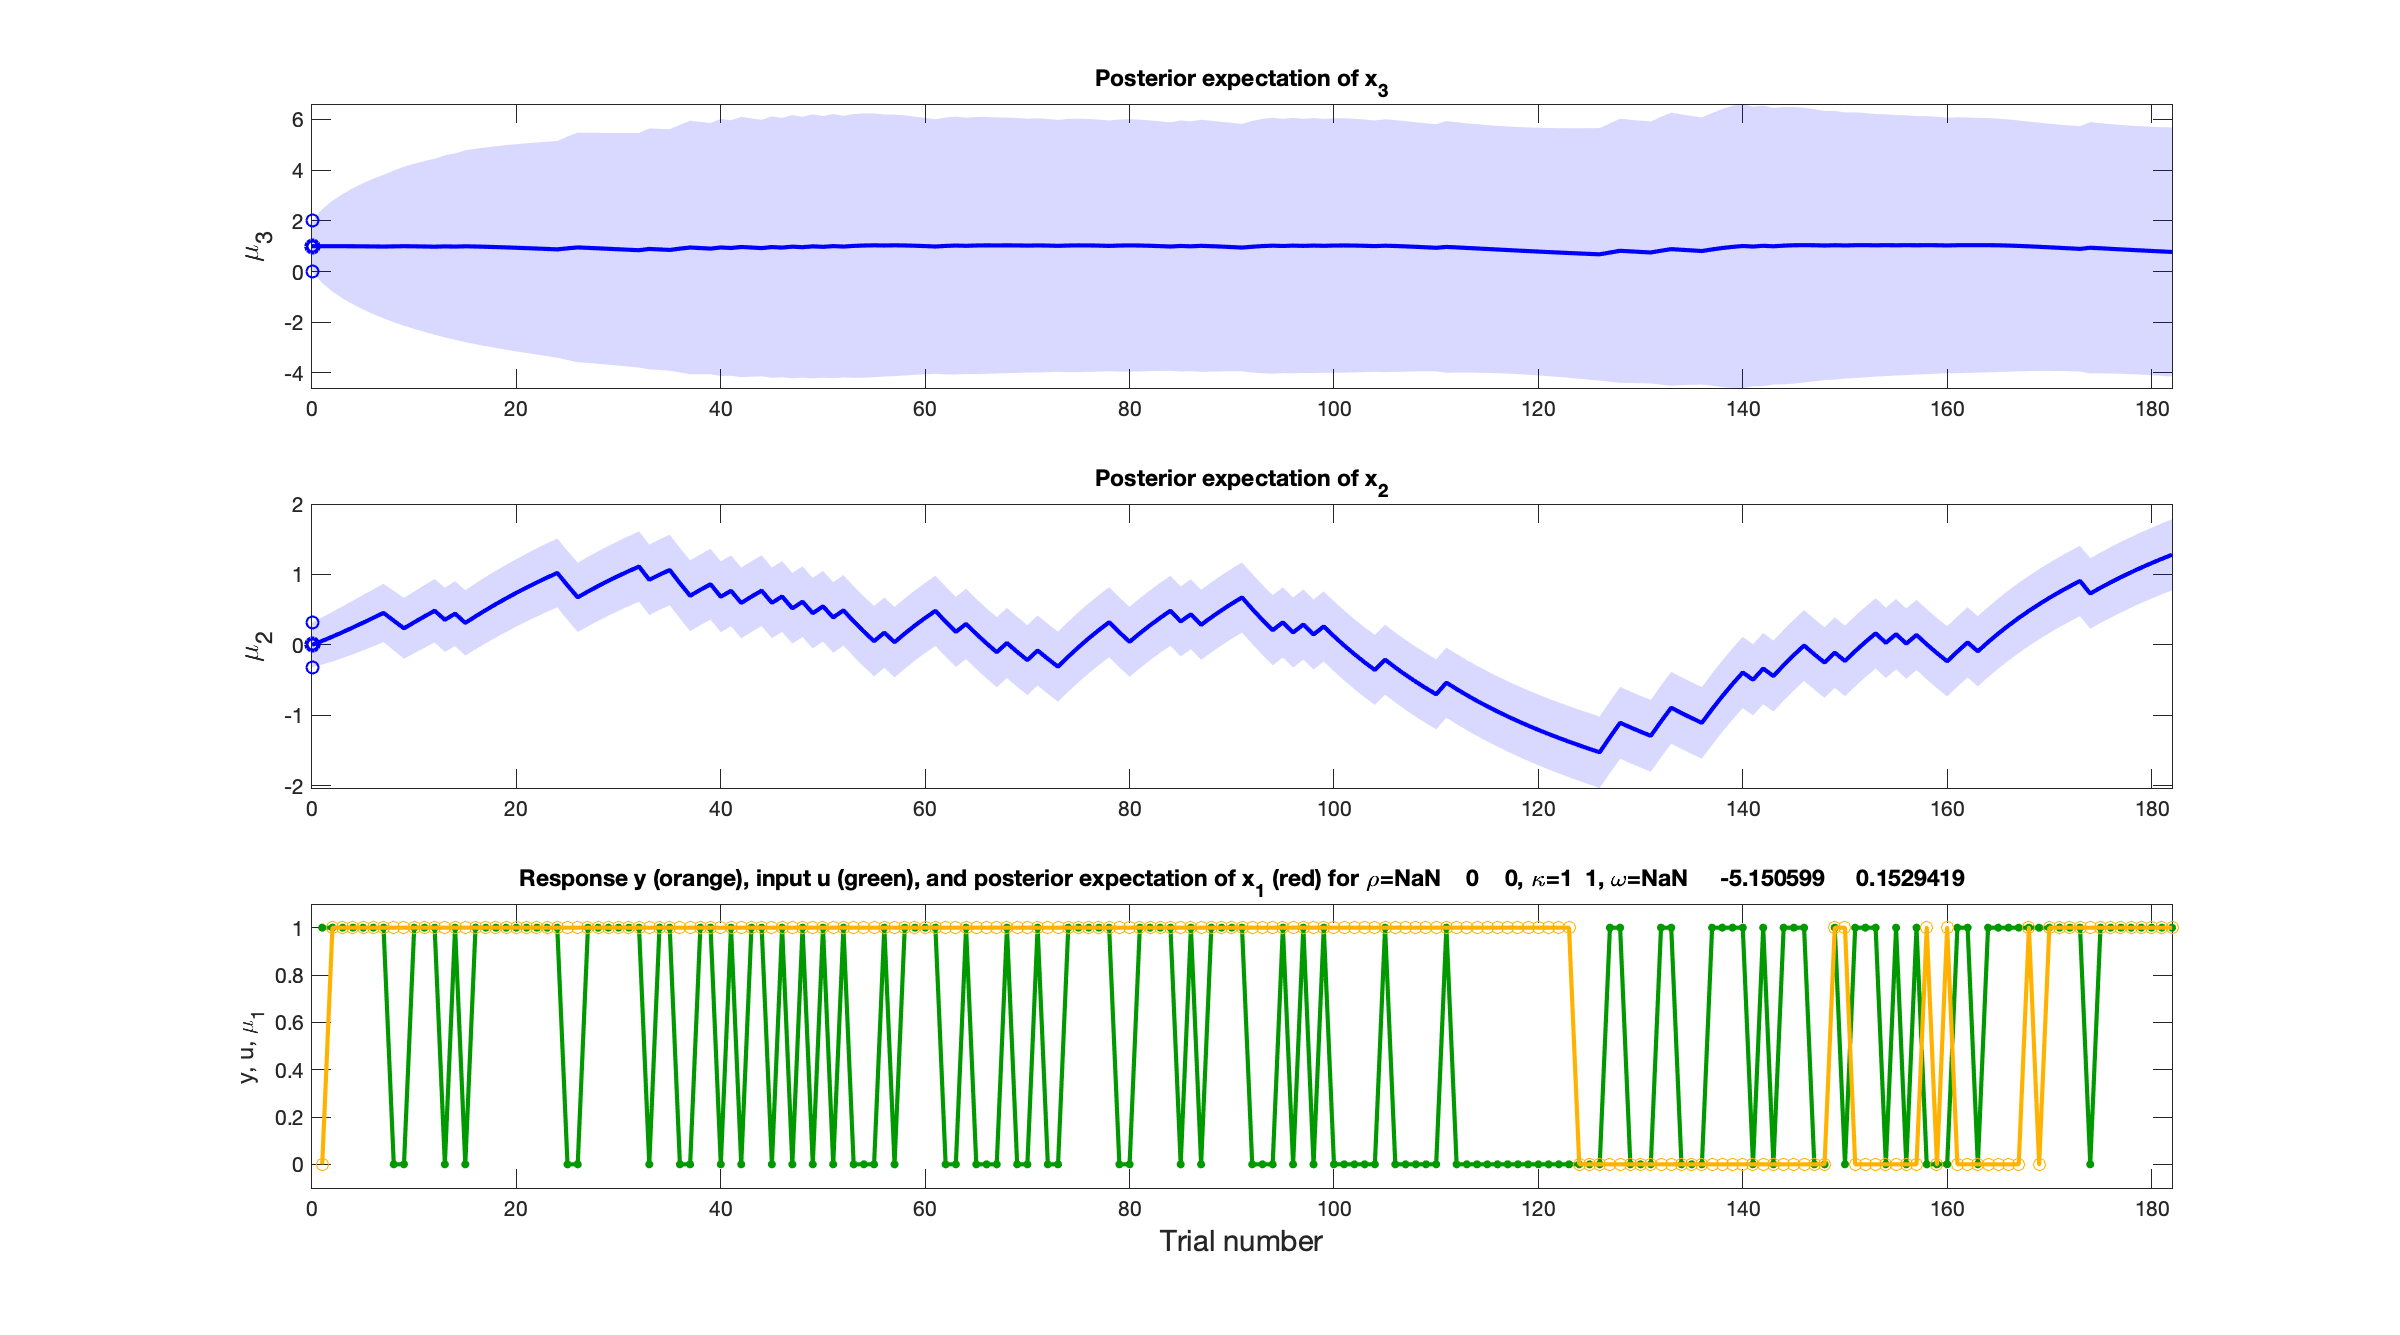 Posterior expectation of x3
6
4
2
0
-2
-4
μ3
0 20 40 60 80 100 120 140 160 180
Posterior expectation of x2
2
1
0
-1
-2
μ2
0 20 40 60 80 100 120 140 160 180
Response y (orange), input u (green), and posterior expectation of x1 (red) for ρ=NaN 0 0, κ=1 1, ω=NaN -5.150599 0.1529419
1
0.8
0.6
0.4
0.2
0
y, u, μ1
0 20 40 60 80 100 120 140 160 180
Trial number